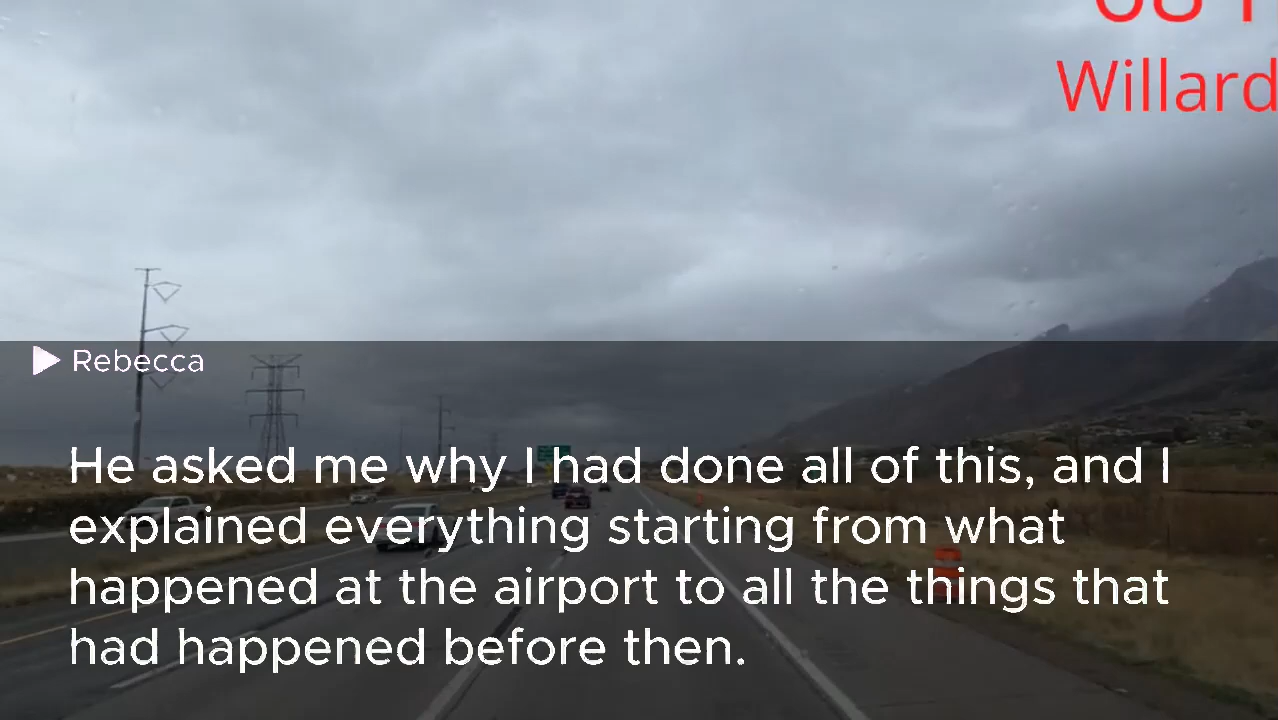 Willard
Rebecca
He asked me why I had done all of this, and I
explained everything starting from what
happened at the airport to all the things that
had happened before then.